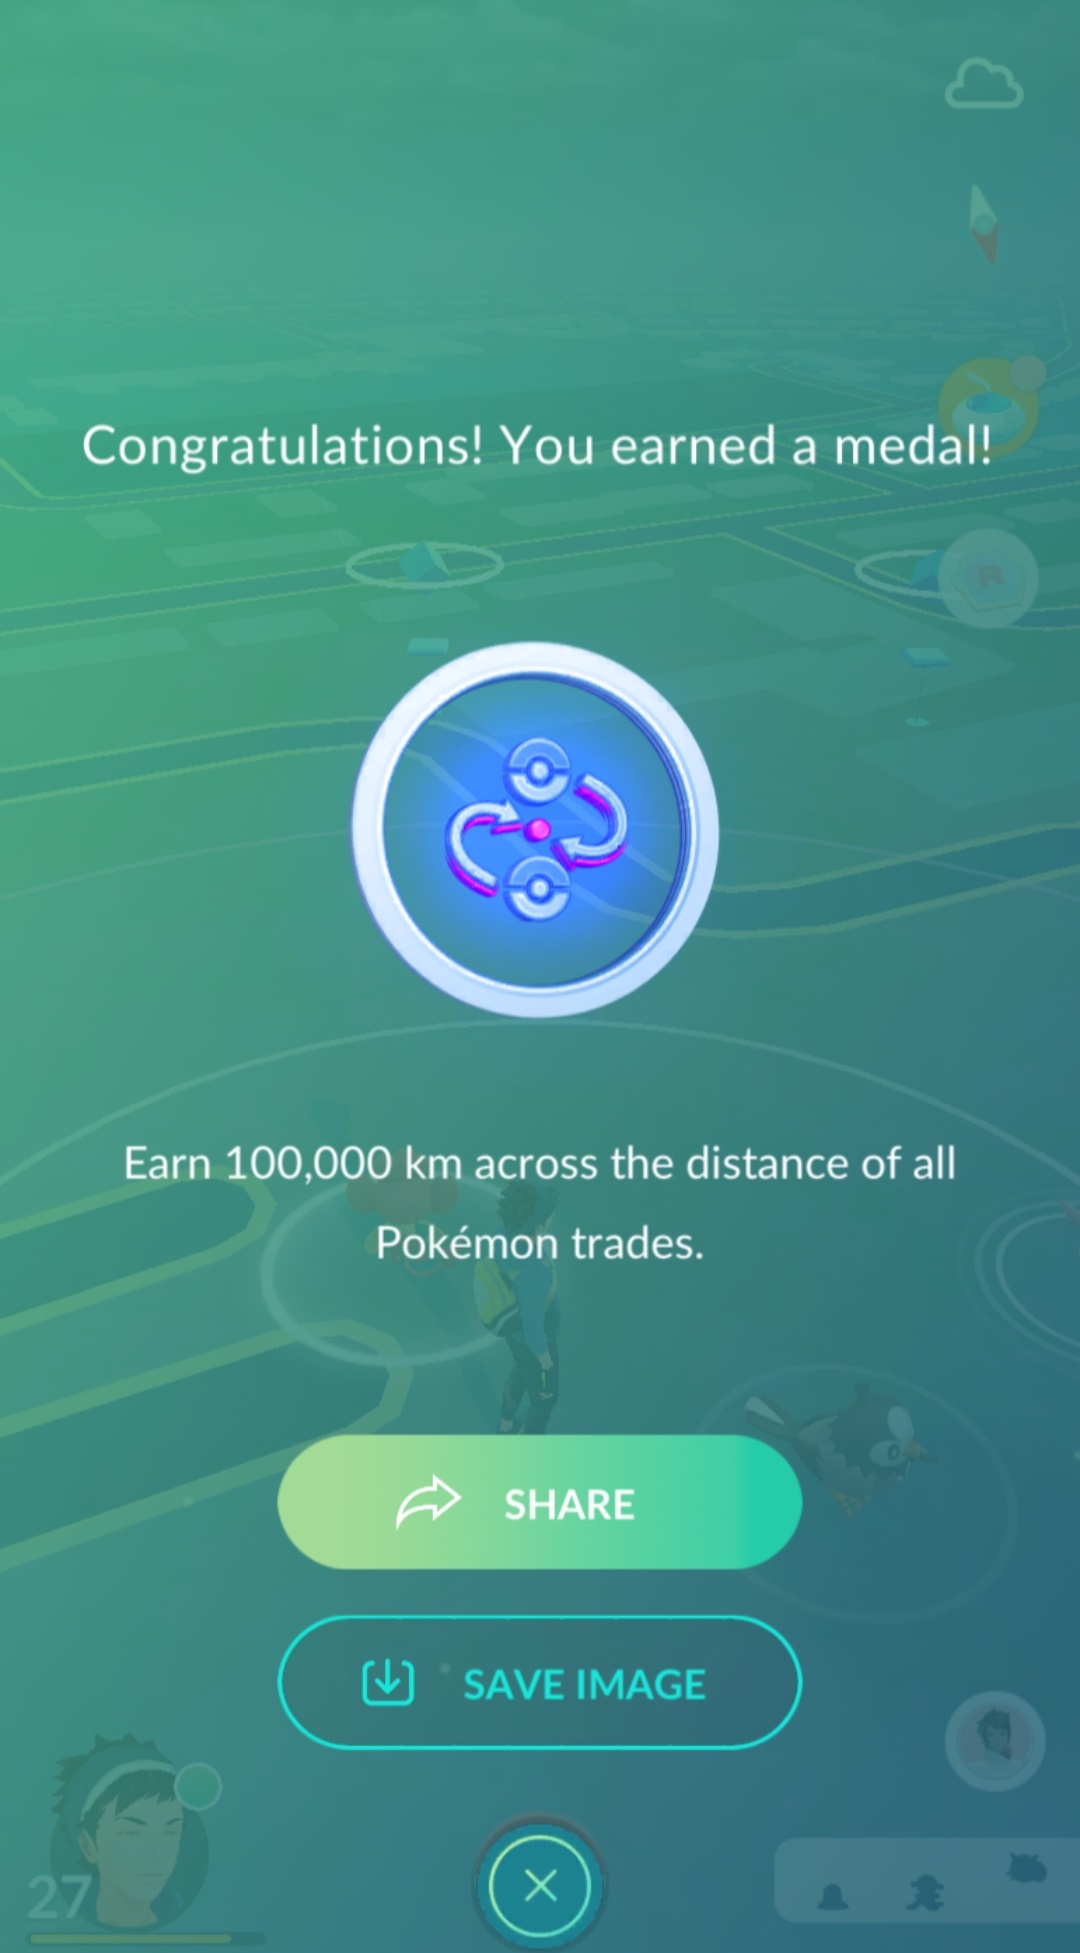 Congratulations! You earned a medal!
Earn 100,000 km across the distance of all
Pokémon trades.
SHARE
SAVE IMAGE
27